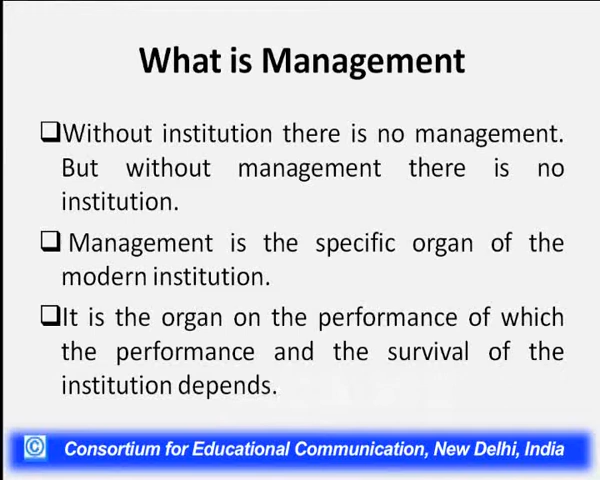 What is Management
❑Without institution there is no management.
But without management there is no
institution.
❑ Management is the specific organ of the
modern institution.
❑It is the organ on the performance of which
the performance and the survival of the
institution depends.
© Consortium for Educational Communication, New Delhi, India